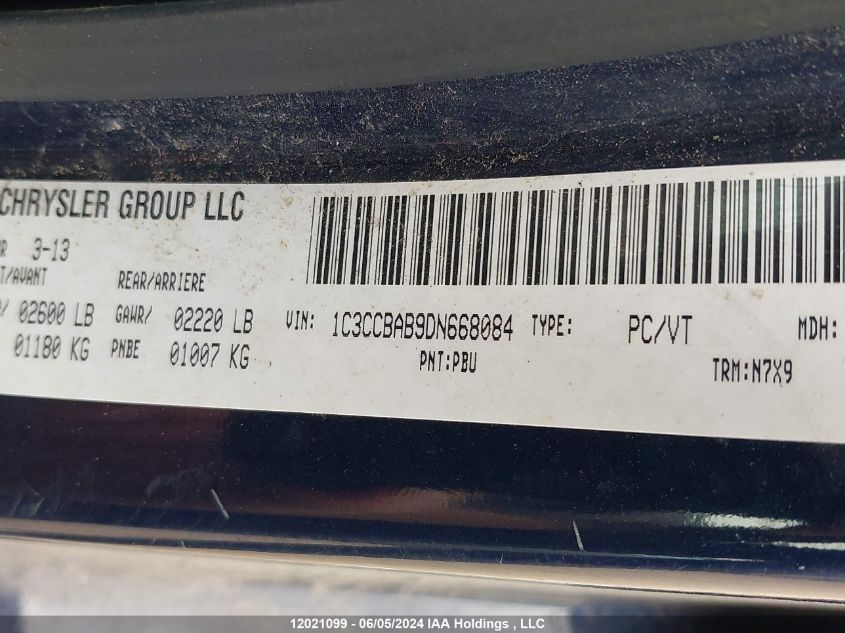 CHRYSLER GROUP LLC
3-13
T/AVANT REAR/ARRIERE
02600 LB GAWR/ 02220 LB VIN: 1C3CCBAB9DN668084 TYPE: PC/VT MDH:
01180 KG PNBE 01007 KG PNT:PBU TRM:N7X9
12021099 - 06/05/2024 IAA Holdings , LLC